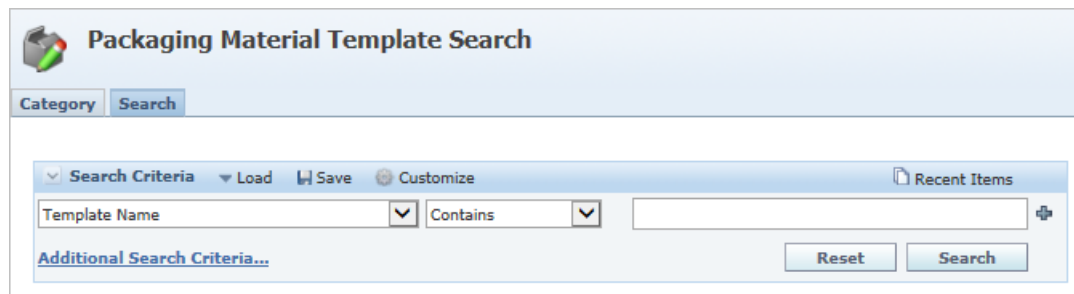 Packaging Material Template Search
Category Search
Search Criteria Load Save Customize Recent Items
Template Name Contains
Additional Search Criteria... Reset Search